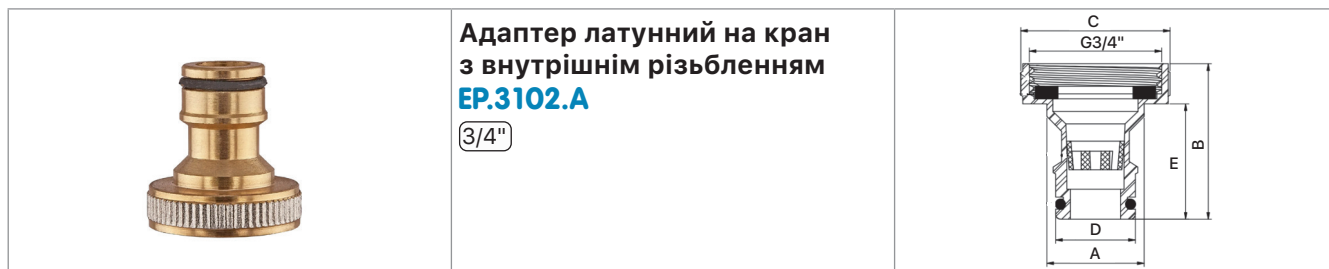 Адаптер латунний на кран
з внутрішнім різьбленням
EP.3102.A
3/4"
C
G3/4"
B
E
D
A